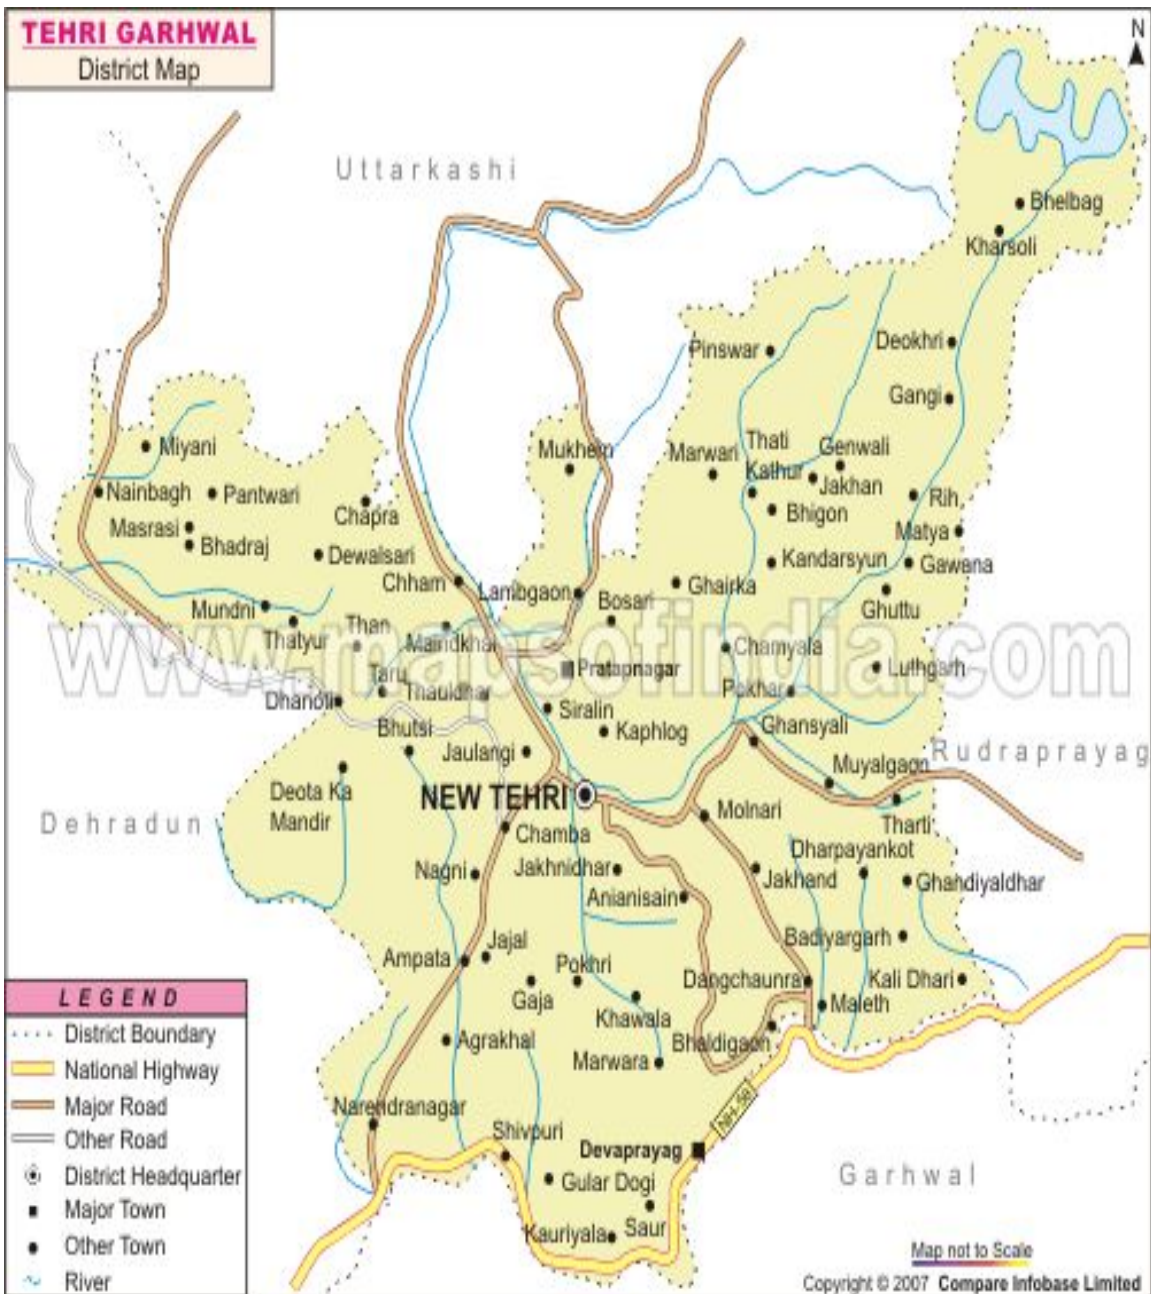 TEHRI GARHWAL
District Map
N
Uttarkashi
Bhelbag
Kharsoli
Pinswar
Deokhri
Gangi
Miyani
Mukhem
Marwari
Thati
Kathur
Genwali
Jakhan
Nainbagh
Pantwari
Chapra
Rih
Bhigon
Masrasi
Bhadraj
Matya
Dewalsari
Kandarsyun
Gawana
Chham
Lambgaon
Ghairka
Bosari
Ghuttu
Mundni
Thatyur
Than
Maindkhal
Chamyala
www.mapsofindia.com
Pratapnagar
Luthgarh
Taru
Thauldhar
Pokhar
Dhanolti
Siralin
Bhutsi
Kaphlog
Ghansyali
Jaulangi
Rudraprayag
Muyalgaon
Deota Ka
Mandir
NEW TEHRI
Dehradun
Molnari
Tharti
Chamba
Dharpayankot
Nagni
Jakhnidhar
Jakhand
Ghandiyaldhar
Anianisain
Jajal
Badiyargarh
Ampata
Pokhri
Dangchaunra
Kali Dhari
Gaja
Khawala
Maleth
Agrakhal
Marwara
Bhaldigaon
Narendranagar
NH-58
Shivpuri
Devaprayag
Garhwal
Gular Dogi
Saur
Kauriyala
LEGEND
District Boundary
National Highway
Major Road
Other Road
District Headquarter
Major Town
Other Town
River
Map not to Scale
Copyright © 2007 Compare Infobase Limited